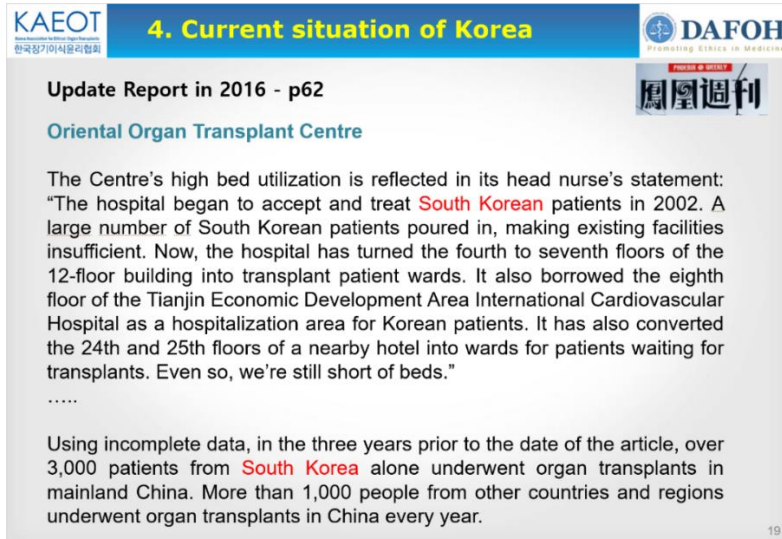 KAEOT
한국장기이식윤리협회
4. Current situation of Korea
DAFOH
Promoting Ethics in Medicine
PHOENIX WEEKLY
鳳凰週刊
Update Report in 2016 - p62
Oriental Organ Transplant Centre
The Centre’s high bed utilization is reflected in its head nurse’s statement:
“The hospital began to accept and treat South Korean patients in 2002. A
large number of South Korean patients poured in, making existing facilities
insufficient. Now, the hospital has turned the fourth to seventh floors of the
12-floor building into transplant patient wards. It also borrowed the eighth
floor of the Tianjin Economic Development Area International Cardiovascular
Hospital as a hospitalization area for Korean patients. It has also converted
the 24th and 25th floors of a nearby hotel into wards for patients waiting for
transplants. Even so, we’re still short of beds.”
…..
Using incomplete data, in the three years prior to the date of the article, over
3,000 patients from South Korea alone underwent organ transplants in
mainland China. More than 1,000 people from other countries and regions
underwent organ transplants in China every year.
19